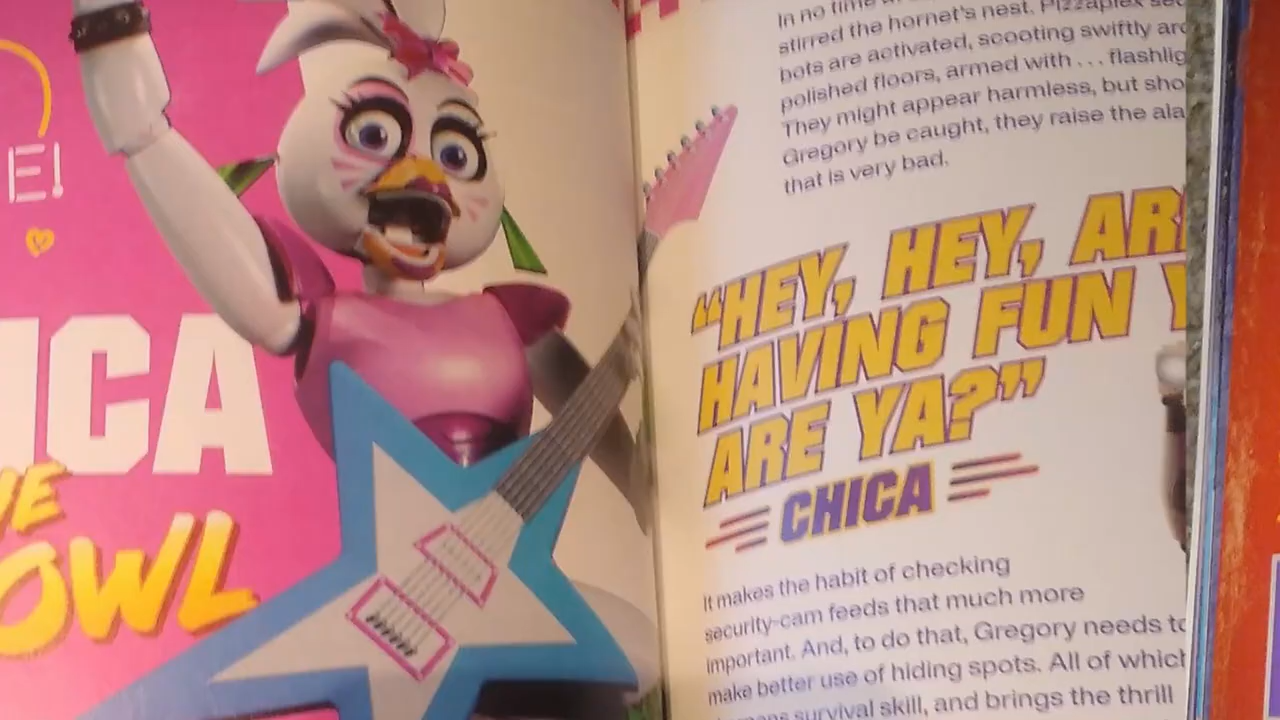 E!
ICA
OWL
In no time
stirred the hornet's nest. Pizzaplex
bots are activated, scooting swiftly
polished floors, armed with . . .
They might appear harmless, but
Gregory be caught, they raise the
that is very bad.
"HEY, HEY,
HAVING FUN
ARE YA?"
CHICA
It makes the habit of checking
security-cam feeds that much more
important. And, to do that, Gregory needs to
make better use of hiding spots. All of which
survival skill, and brings the thrill